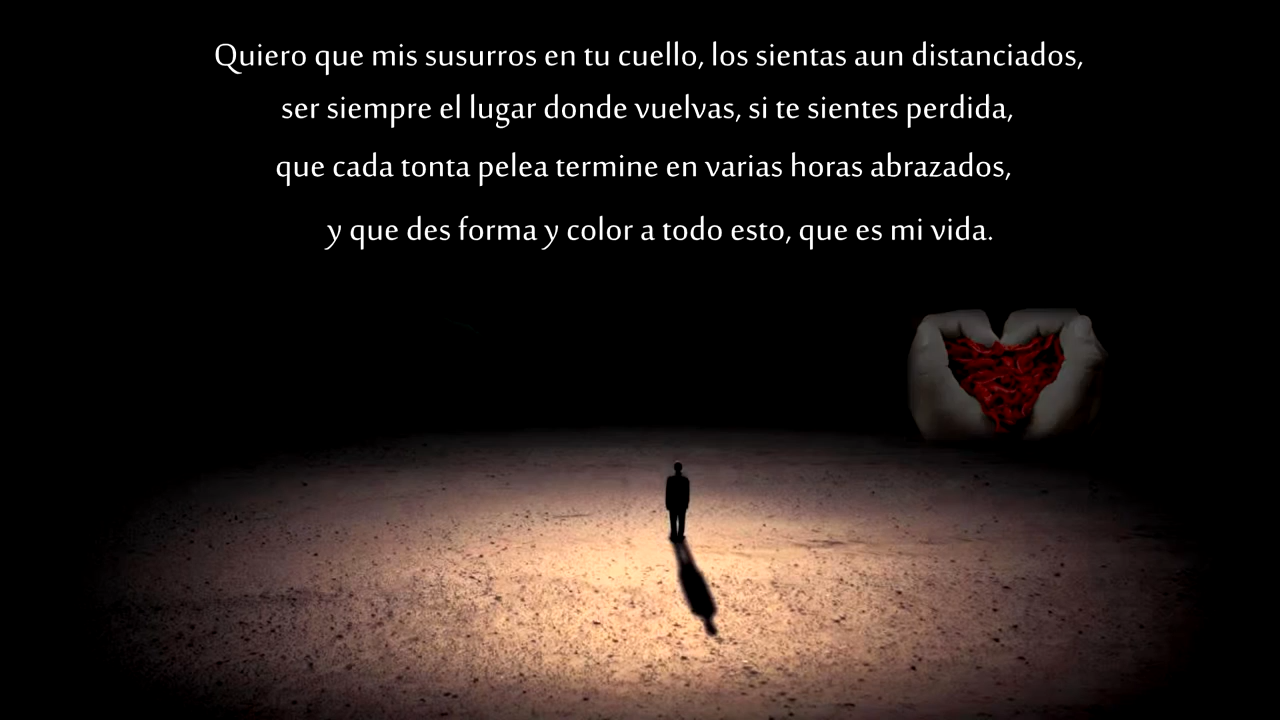 Quiero que mis susurros en tu cuello, los sientas aun distanciados,
ser siempre el lugar donde vuelvas, si te sientes perdida,
que cada tonta pelea termine en varias horas abrazados,
y que des forma y color a todo esto, que es mi vida.